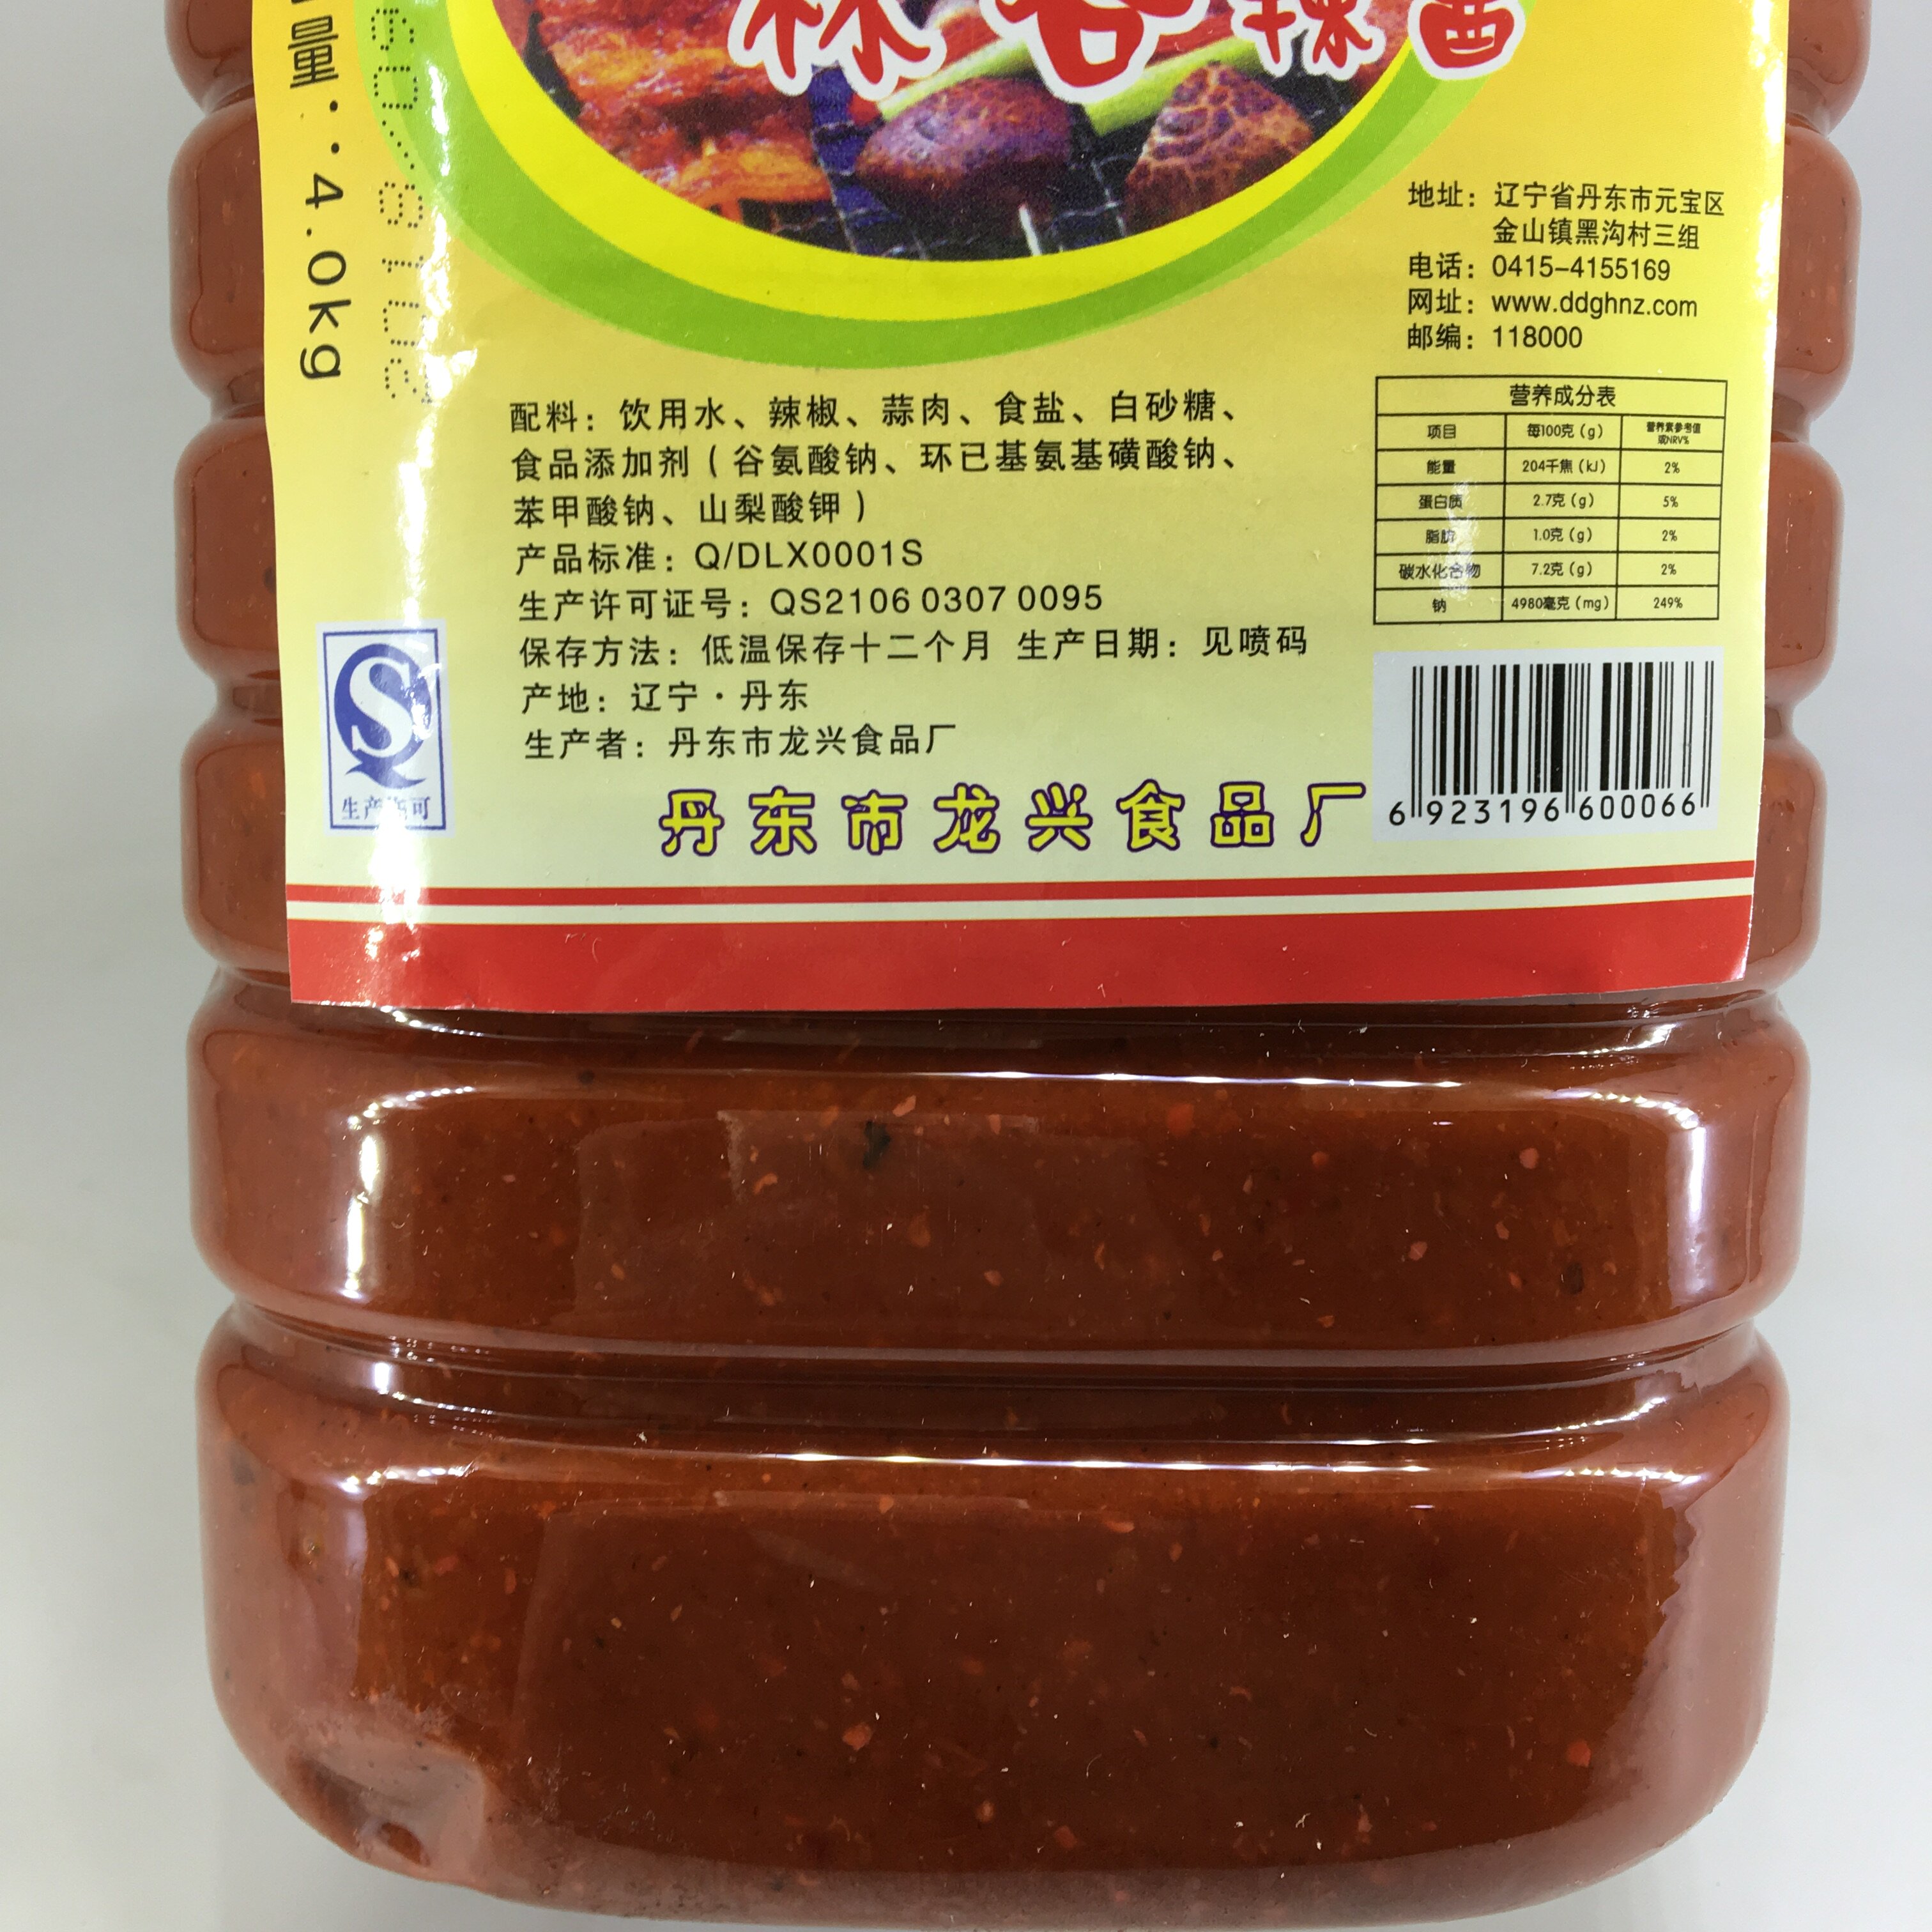 蒜蓉辣酱
量：4.0kg
地址：辽宁省丹东市元宝区
金山镇黑沟村三组
电话：0415-4155169
网址：www.ddghnz.com
邮编：118000
配料：饮用水、辣椒、蒜肉、食盐、白砂糖、
食品添加剂（谷氨酸钠、环已基氨基磺酸钠、
苯甲酸钠、山梨酸钾）
产品标准：Q/DLX0001S
生产许可证号：QS2106 0307 0095
保存方法：低温保存十二个月 生产日期：见喷码
产地：辽宁·丹东
生产者：丹东市龙兴食品厂
营养成分表
项目 每100克（g） 营养素参考值
或NRV%
能量 204千焦（kJ） 2%
蛋白质 2.7克（g） 5%
脂肪 1.0克（g） 2%
碳水化合物 7.2克（g） 2%
钠 4980毫克（mg） 249%
生产许可
丹东市龙兴食品厂
6 923196 600066